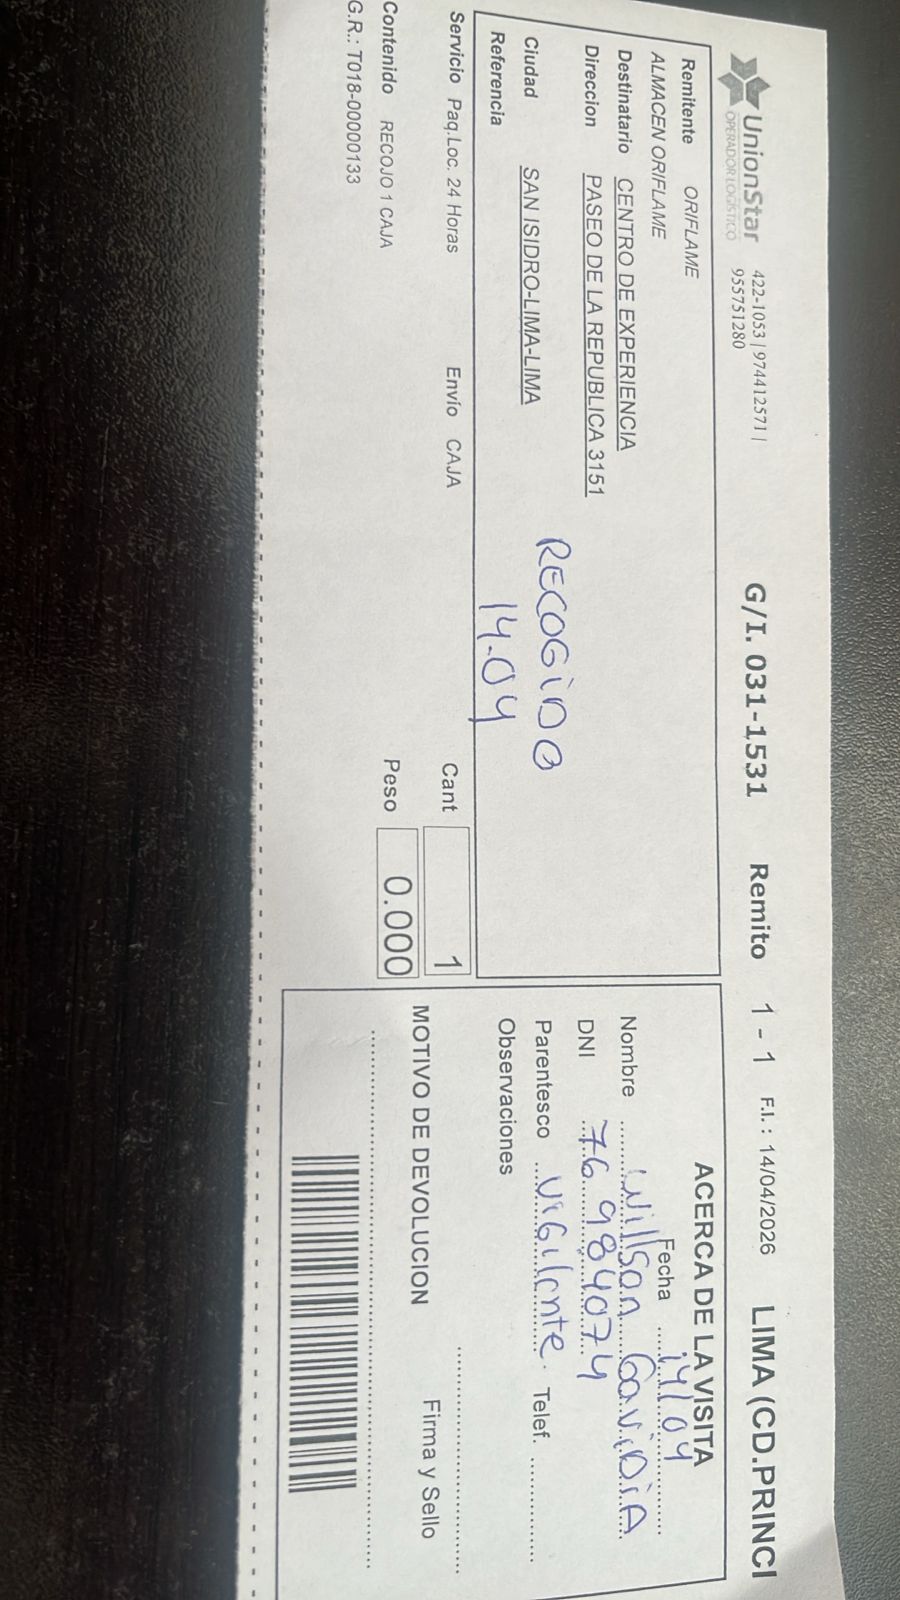 UnionStar
OPERADOR LOGÍSTICO
422-1053 | 974412571 |
955751280
G/I. 031-1531 Remito 1 - 1 F.I. : 14/04/2026 LIMA (CD.PRINCI
Remitente ORIFLAME
ALMACEN ORIFLAME
Destinatario CENTRO DE EXPERIENCIA
Direccion PASEO DE LA REPUBLICA 3151
Ciudad SAN ISIDRO-LIMA-LIMA
Referencia
RECOGIDO
14.04
Servicio Paq.Loc. 24 Horas Envío CAJA Cant 1
Contenido RECOJO 1 CAJA Peso 0.000
G.R.: T018-00000133
ACERCA DE LA VISITA
Fecha 14/04
Nombre Willson GaviDiA
DNI 76984074
Parentesco Vigilante. Telef.
Observaciones
MOTIVO DE DEVOLUCION
Firma y Sello